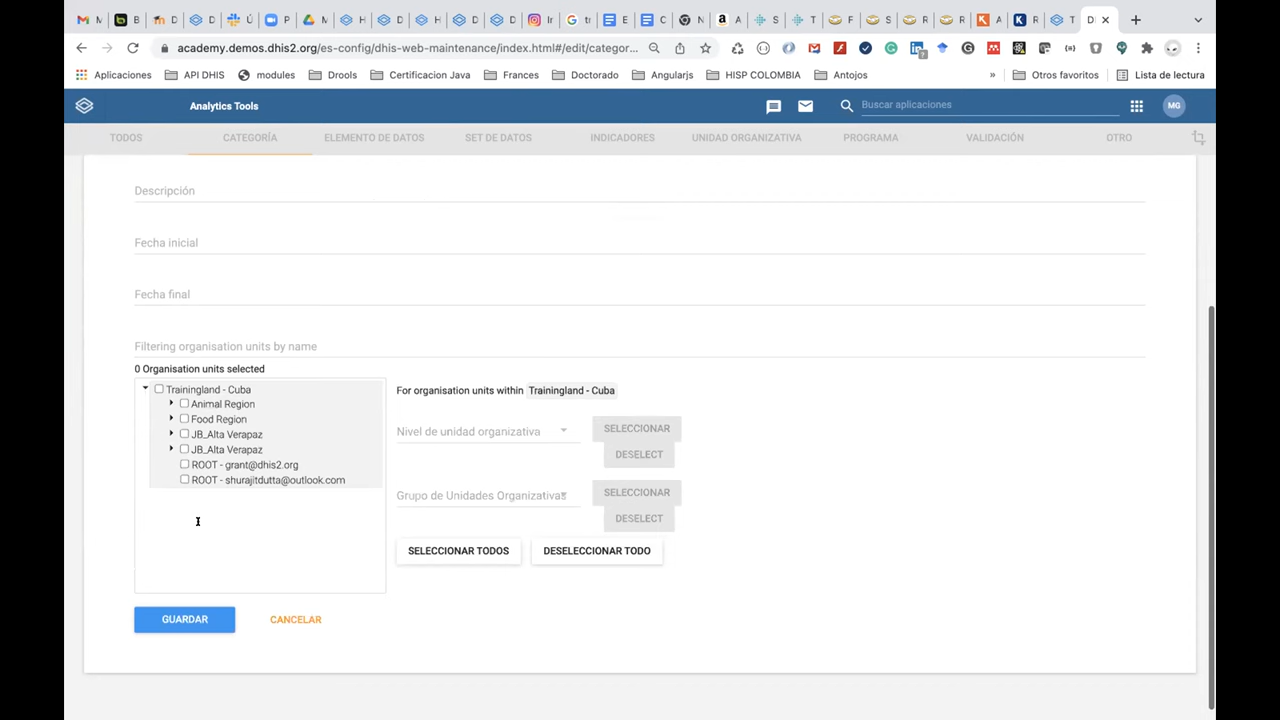 M
b
M
D
Ú
P
M
H
D
H
D
D
Ir
tr
E
C
N
A
S
T
F
S
R
R
A
R
T
D
academy.demos.dhis2.org/es-config/dhis-web-maintenance/index.html#/edit/categor...
Aplicaciones API DHIS modules Drools Certificacion Java Frances Doctorado Angularjs HISP COLOMBIA Antojos » Otros favoritos Lista de lectura
Analytics Tools Buscar aplicaciones MG
TODOS CATEGORÍA ELEMENTO DE DATOS SET DE DATOS INDICADORES UNIDAD ORGANIZATIVA PROGRAMA VALIDACIÓN OTRO
Descripción
Fecha inicial
Fecha final
Filtering organisation units by name
0 Organisation units selected
Trainingland - Cuba
Animal Region
Food Region
JB_Alta Verapaz
JB_Alta Verapaz
ROOT - grant@dhis2.org
ROOT - shurajitdutta@outlook.com
For organisation units within Trainingland - Cuba
Nivel de unidad organizativa SELECCIONAR
DESELECT
Grupo de Unidades Organizativas SELECCIONAR
DESELECT
SELECCIONAR TODOS DESELECCIONAR TODO
GUARDAR CANCELAR